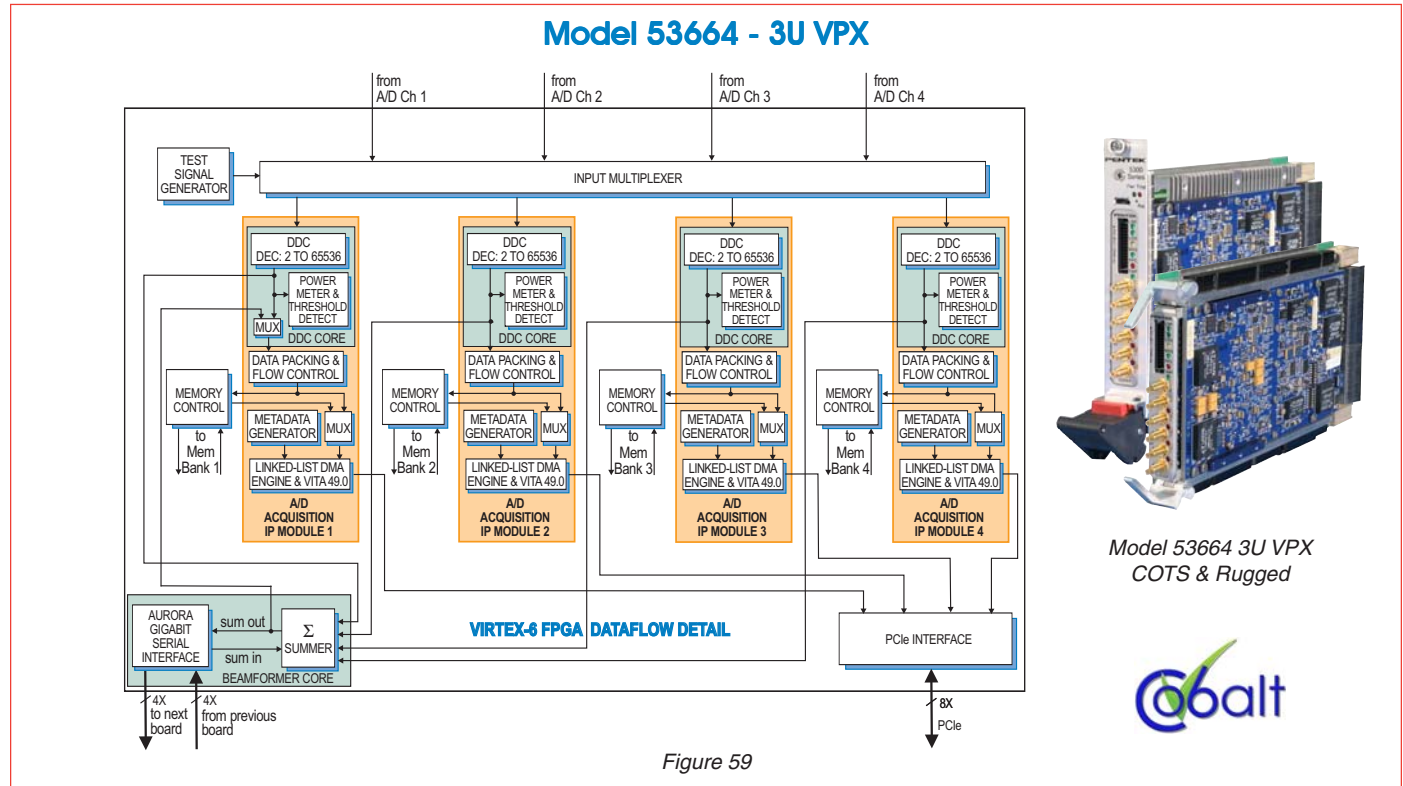 Model 53664 - 3U VPX
from
A/D Ch 1
from
A/D Ch 2
from
A/D Ch 3
from
A/D Ch 4
TEST
SIGNAL
GENERATOR
INPUT MULTIPLEXER
DDC
DEC: 2 TO 65536
POWER
METER &
THRESHOLD
DETECT
MUX
DDC CORE
DATA PACKING &
FLOW CONTROL
MEMORY
CONTROL
METADATA
GENERATOR
MUX
to
Mem
Bank 1
LINKED-LIST DMA
ENGINE & VITA 49.0
A/D
ACQUISITION
IP MODULE 1
DDC
DEC: 2 TO 65536
POWER
METER &
THRESHOLD
DETECT
DDC CORE
DATA PACKING &
FLOW CONTROL
MEMORY
CONTROL
METADATA
GENERATOR
MUX
to
Mem
Bank 2
LINKED-LIST DMA
ENGINE & VITA 49.0
A/D
ACQUISITION
IP MODULE 2
DDC
DEC: 2 TO 65536
POWER
METER &
THRESHOLD
DETECT
DDC CORE
DATA PACKING &
FLOW CONTROL
MEMORY
CONTROL
METADATA
GENERATOR
MUX
to
Mem
Bank 3
LINKED-LIST DMA
ENGINE & VITA 49.0
A/D
ACQUISITION
IP MODULE 3
DDC
DEC: 2 TO 65536
POWER
METER &
THRESHOLD
DETECT
DDC CORE
DATA PACKING &
FLOW CONTROL
MEMORY
CONTROL
METADATA
GENERATOR
MUX
to
Mem
Bank 4
LINKED-LIST DMA
ENGINE & VITA 49.0
A/D
ACQUISITION
IP MODULE 4
AURORA
GIGABIT
SERIAL
INTERFACE
sum out
sum in
Σ
SUMMER
BEAMFORMER CORE
VIRTEX-6 FPGA DATAFLOW DETAIL
PCIe INTERFACE
4X
to next
board
4X
from previous
board
8X
PCIe
PENTEK
Model 53664 3U VPX
COTS & Rugged
Cobalt
Figure 59